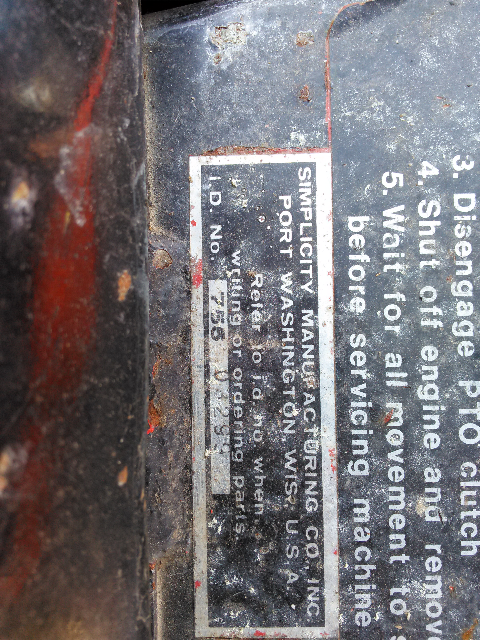 3. Disengage PTO clutch
4. Shut off engine and remov
5. Wait for all movement to
before servicing machine
SIMPLICITY MANUFACTURING CO., INC.
PORT WASHINGTON, WIS., U.S.A.
Refer to i.d. no. when
writing or ordering parts
I.D. No. 756